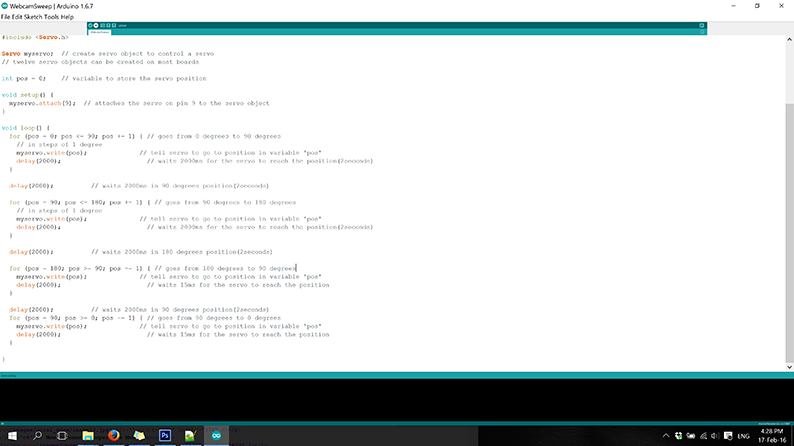 WebcamSweep | Arduino 1.6.7
File Edit Sketch Tools Help
#include <Servo.h>
Servo myservo;  // create servo object to control a servo
// twelve servo objects can be created on most boards
int pos = 0;    // variable to store the servo position
void setup() {
myservo.attach(9);  // attaches the servo on pin 9 to the servo object
}
void loop() {
for (pos = 0; pos <= 90; pos += 1) { // goes from 0 degrees to 90 degrees
// in steps of 1 degree
myservo.write(pos);              // tell servo to go to position in variable 'pos'
delay(2000);                       // waits 2000ms for the servo to reach the position(2seconds)
}
delay(2000);          // waits 2000ms in 90 degrees position(2seconds)
for (pos = 90; pos <= 180; pos += 1) { // goes from 90 degrees to 180 degrees
// in steps of 1 degree
myservo.write(pos);              // tell servo to go to position in variable 'pos'
delay(2000);                       // waits 2000ms for the servo to reach the position(2seconds)
}
delay(2000);          // waits 2000ms in 180 degrees position(2seconds)
for (pos = 180; pos >= 90; pos -= 1) { // goes from 180 degrees to 90 degrees
myservo.write(pos);              // tell servo to go to position in variable 'pos'
delay(2000);                       // waits 15ms for the servo to reach the position
}
delay(2000);          // waits 2000ms in 90 degrees position(2seconds)
for (pos = 90; pos >= 0; pos -= 1) { // goes from 90 degrees to 0 degrees
myservo.write(pos);              // tell servo to go to position in variable 'pos'
delay(2000);                       // waits 15ms for the servo to reach the position
}
}
Ps
ENG
4:28 PM
17-Feb-16